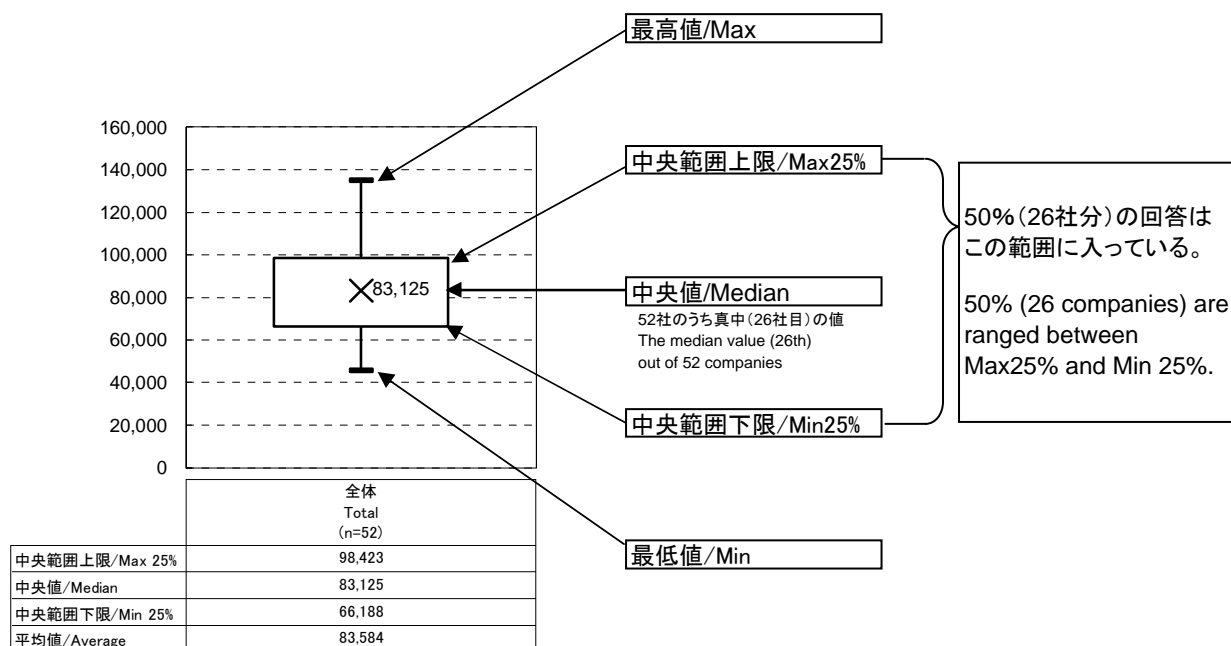 最高値/Max
160,000
140,000
120,000
100,000
80,000
60,000
40,000
20,000
0
83,125
中央範囲上限/Max25%
中央値/Median
52社のうち真中(26社目)の値
The median value (26th)
out of 52 companies
中央範囲下限/Min25%
最低値/Min
50%(26社分)の回答は
この範囲に入っている。
50% (26 companies) are
ranged between
Max25% and Min 25%.
全体
Total
(n=52)
中央範囲上限/Max 25% 98,423
中央値/Median 83,125
中央範囲下限/Min 25% 66,188
平均値/Average 83,584